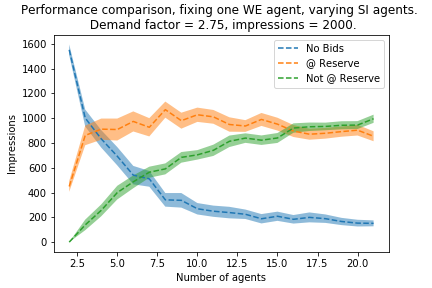 Performance comparison, fixing one WE agent, varying SI agents.
Demand factor = 2.75, impressions = 2000.
No Bids
@ Reserve
Not @ Reserve
Impressions
1600
1400
1200
1000
800
600
400
200
0
2.5 5.0 7.5 10.0 12.5 15.0 17.5 20.0
Number of agents